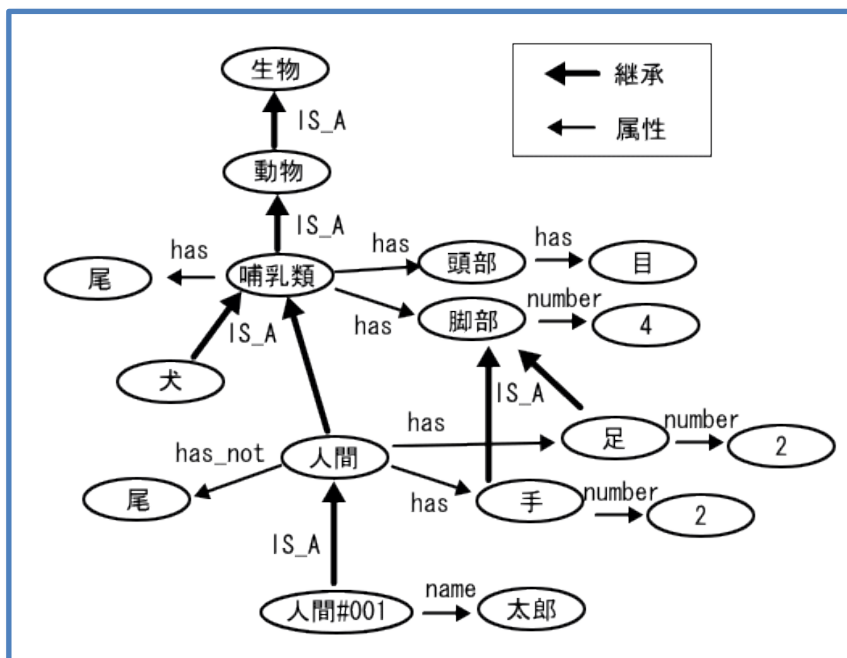 生物
継承
IS_A
属性
動物
IS_A
has
has
has
尾
哺乳類
頭部
目
has
number
IS_A
脚部
4
犬
IS_A
has
足
number
has_not
人間
2
尾
has
手
number
2
IS_A
name
人間#001
太郎